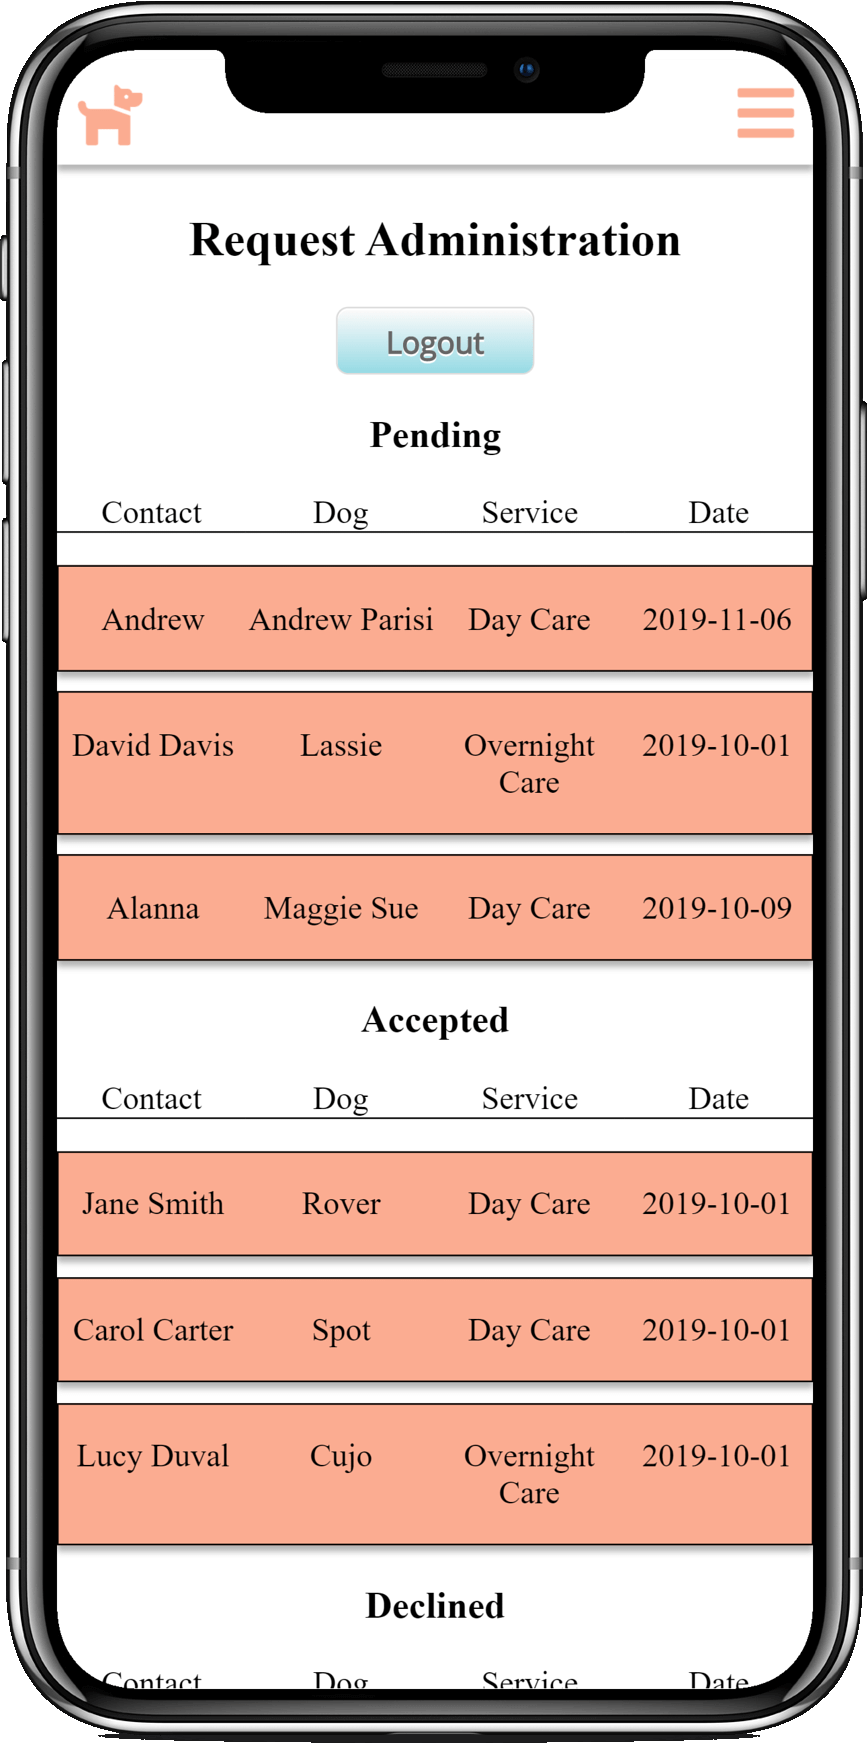 Request Administration
Logout
Pending
Contact Dog Service Date
Andrew Andrew Parisi Day Care 2019-11-06
David Davis Lassie Overnight 2019-10-01
Care
Alanna Maggie Sue Day Care 2019-10-09
Accepted
Contact Dog Service Date
Jane Smith Rover Day Care 2019-10-01
Carol Carter Spot Day Care 2019-10-01
Lucy Duval Cujo Overnight 2019-10-01
Care
Declined
Contact Dog Service Date